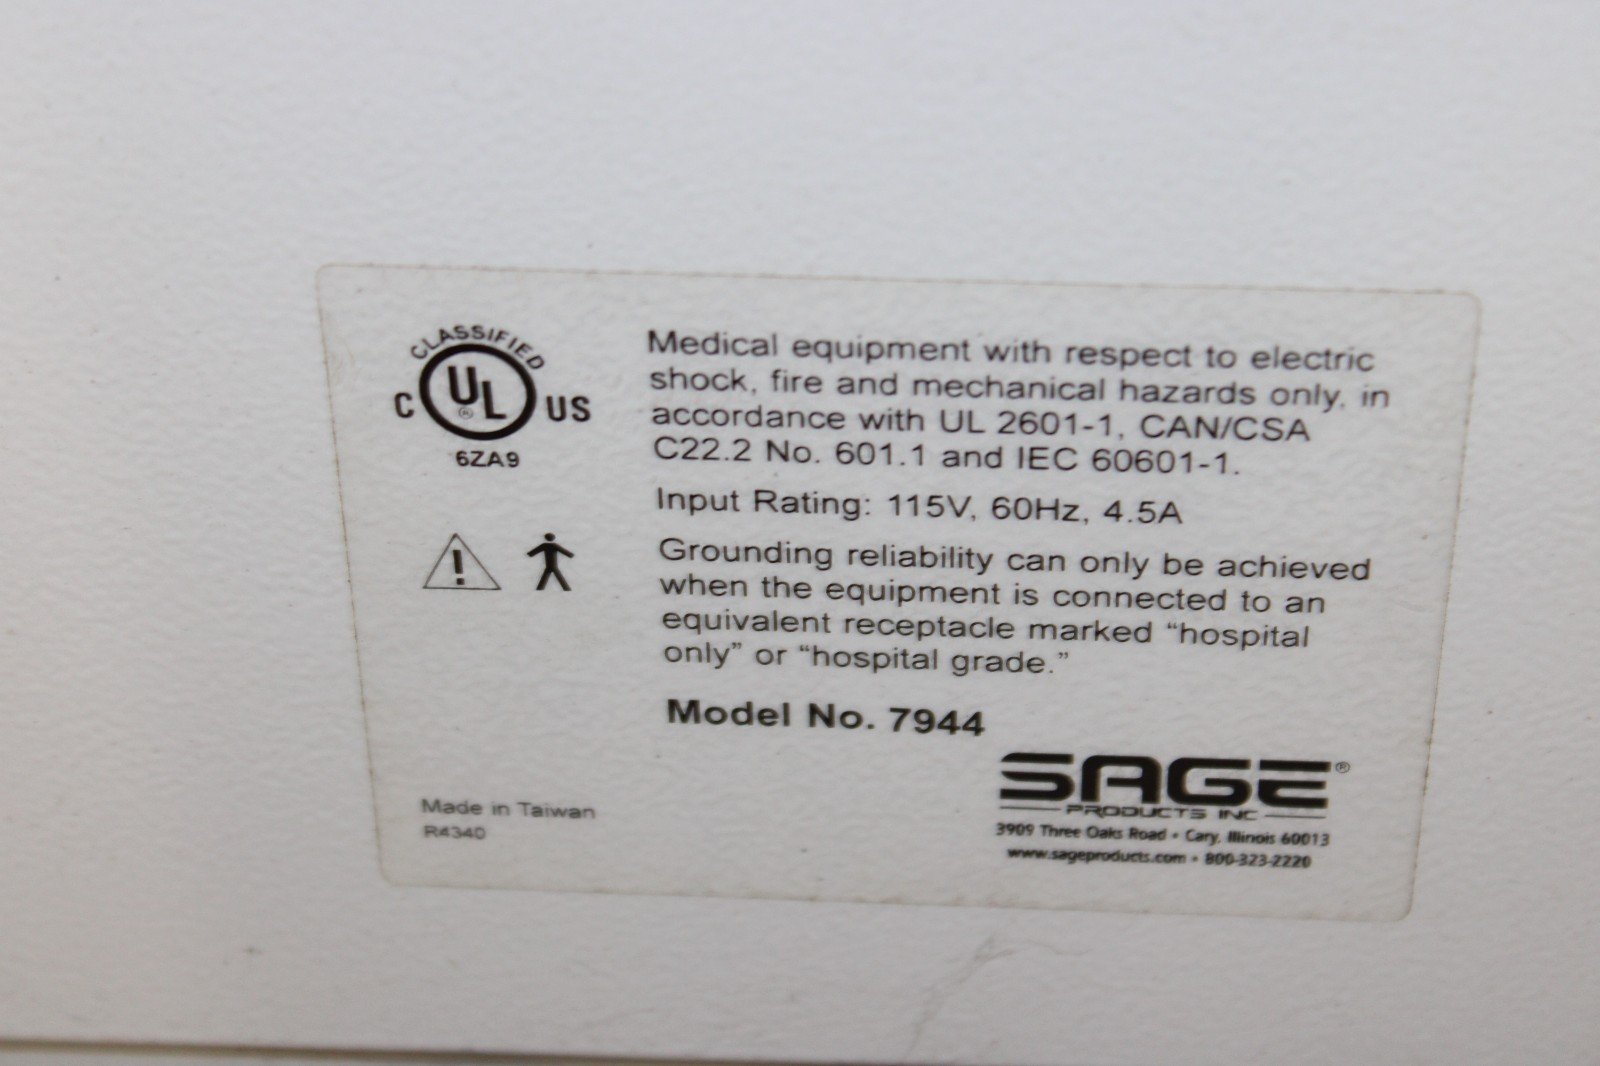 CLASSIFIED
C UL® US
6ZA9
Medical equipment with respect to electric
shock, fire and mechanical hazards only, in
accordance with UL 2601-1, CAN/CSA
C22.2 No. 601.1 and IEC 60601-1.
Input Rating: 115V, 60Hz, 4.5A
!
Grounding reliability can only be achieved
when the equipment is connected to an
equivalent receptacle marked “hospital
only” or “hospital grade.”
Model No. 7944
Made in Taiwan
R4340
SAGE®
PRODUCTS INC
3909 Three Oaks Road • Cary, Illinois 60013
www.sageproducts.com • 800-323-2220